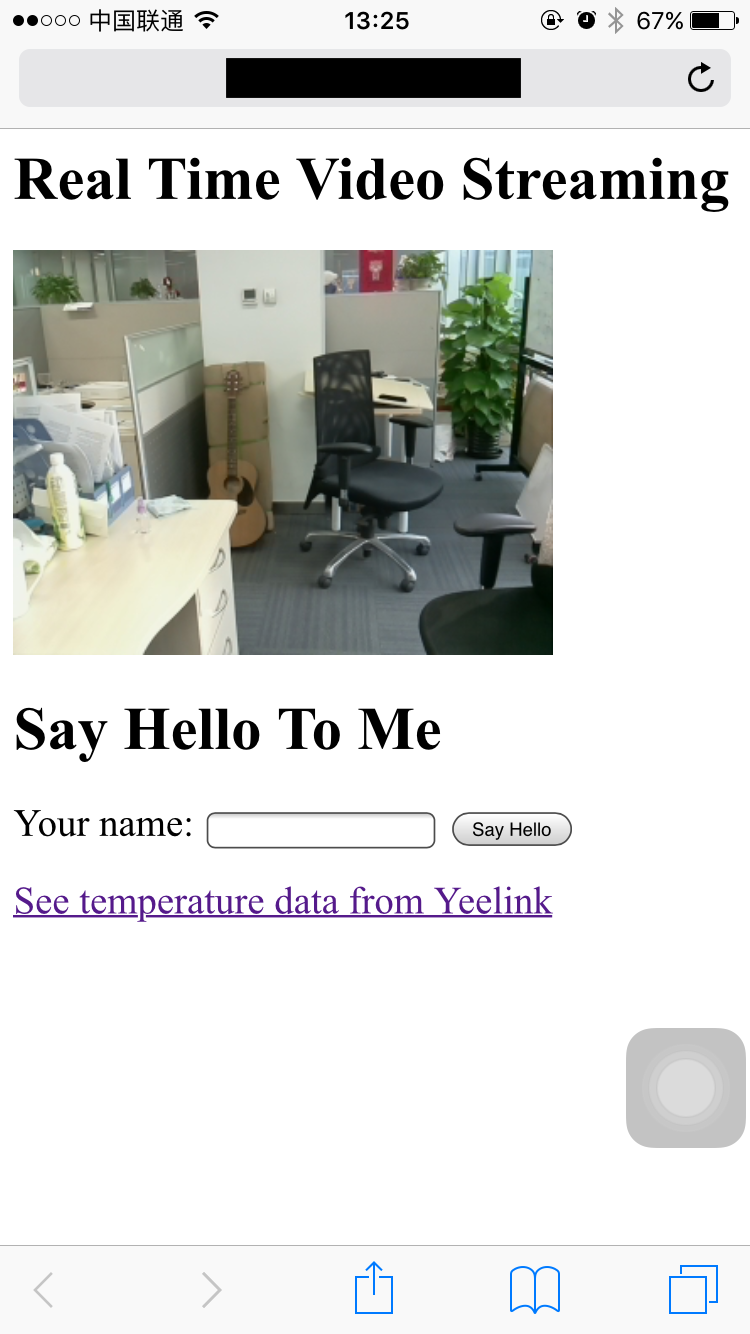 中国联通 13:25 67%
Real Time Video Streaming
Say Hello To Me
Your name: Say Hello
See temperature data from Yeelink